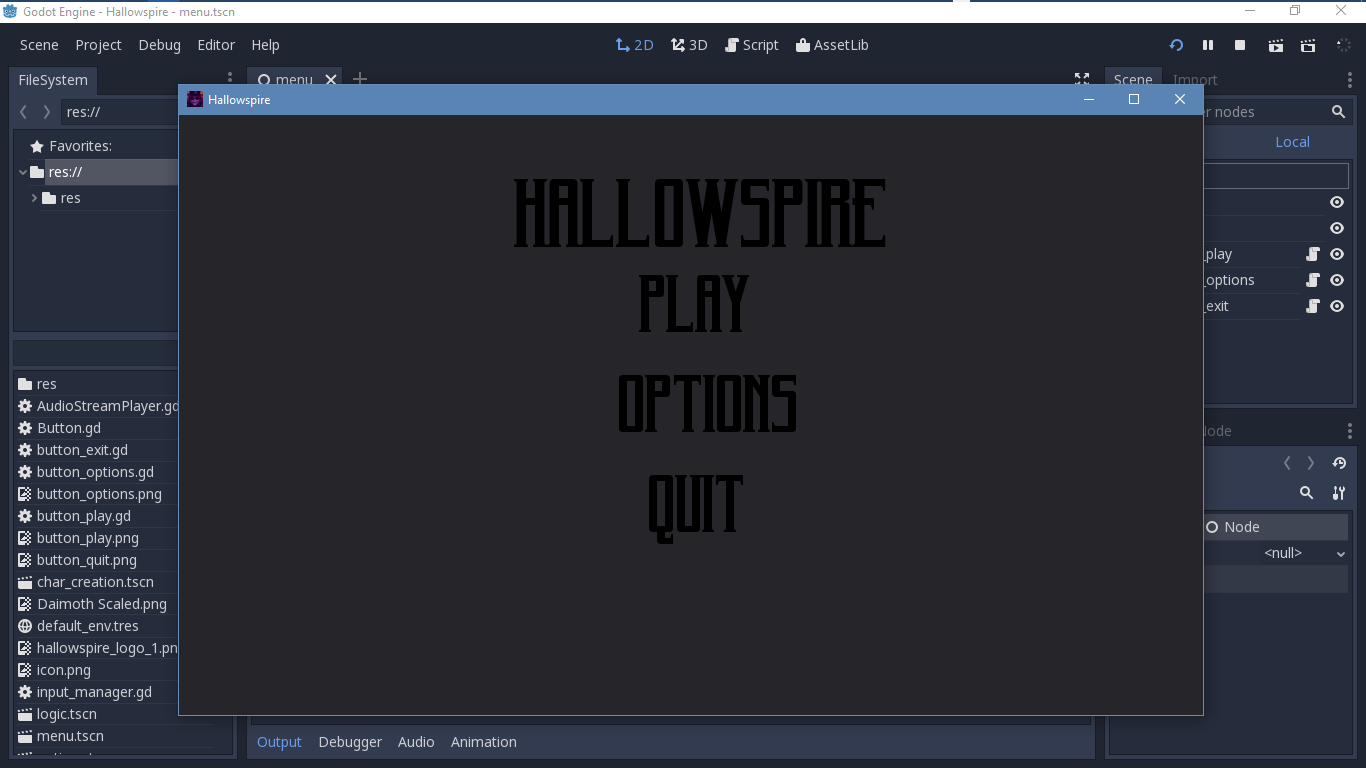 Godot Engine - Hallowspire - menu.tscn
Scene Project Debug Editor Help
2D 3D Script AssetLib
FileSystem
menu
Scene Import
res://
Favorites:
res://
res
res
AudioStreamPlayer.gd
Button.gd
button_exit.gd
button_options.gd
button_options.png
button_play.gd
button_play.png
button_quit.png
char_creation.tscn
Daimoth Scaled.png
default_env.tres
hallowspire_logo_1.pn
icon.png
input_manager.gd
logic.tscn
menu.tscn
Hallowspire
HALLOWSPIRE
PLAY
OPTIONS
QUIT
Output Debugger Audio Animation
nodes
Local
_play
_options
_exit
Node
Node
<null>